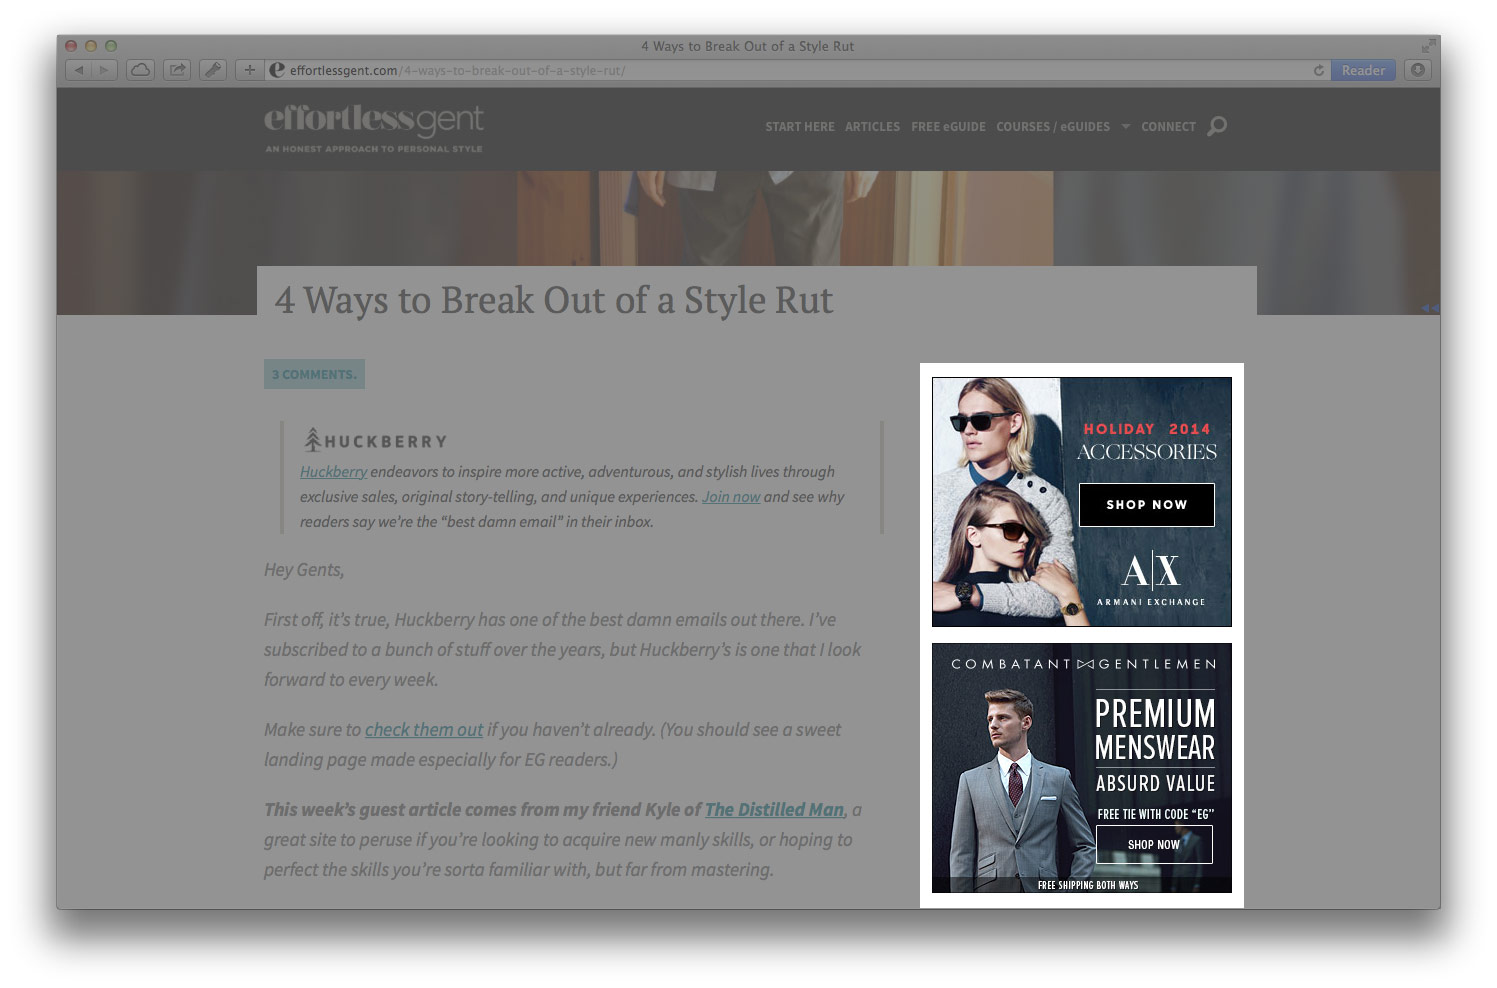 4 Ways to Break Out of a Style Rut
effortlessgent.com/4-ways-to-break-out-of-a-style-rut/
Reader
effortlessgent
AN HONEST APPROACH TO PERSONAL STYLE
START HERE ARTICLES FREE eGUIDE COURSES / eGUIDES CONNECT
4 Ways to Break Out of a Style Rut
3 COMMENTS.
HUCKBERRY
Huckberry endeavors to inspire more active, adventurous, and stylish lives through
exclusive sales, original story-telling, and unique experiences. Join now and see why
readers say we’re the “best damn email” in their inbox.
Hey Gents,
First off, it’s true, Huckberry has one of the best damn emails out there. I’ve
subscribed to a bunch of stuff over the years, but Huckberry’s is one that I look
forward to every week.
Make sure to check them out if you haven’t already. (You should see a sweet
landing page made especially for EG readers.)
This week’s guest article comes from my friend Kyle of The Distilled Man, a
great site to peruse if you’re looking to acquire new manly skills, or hoping to
perfect the skills you’re sorta familiar with, but far from mastering.
HOLIDAY 2014
ACCESSORIES
SHOP NOW
A|X
ARMANI EXCHANGE
COMBATANT GENTLEMEN
PREMIUM
MENSWEAR
ABSURD VALUE
FREE TIE WITH CODE “EG”
SHOP NOW
FREE SHIPPING BOTH WAYS